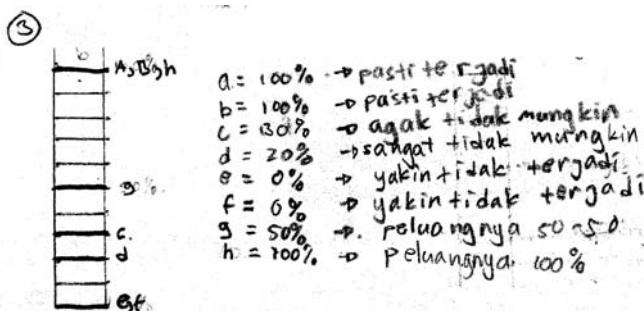 3
A, B, g, h
a = 100% → pasti terjadi
b = 100% → pasti terjadi
c = 30% → agak tidak mungkin
d = 20% → sangat tidak mungkin
e = 0% → yakin tidak terjadi
f = 0% → yakin tidak terjadi
g = 50% → peluangnya 50-50
h = 100% → peluangnya 100%
g
c.
d
e,f